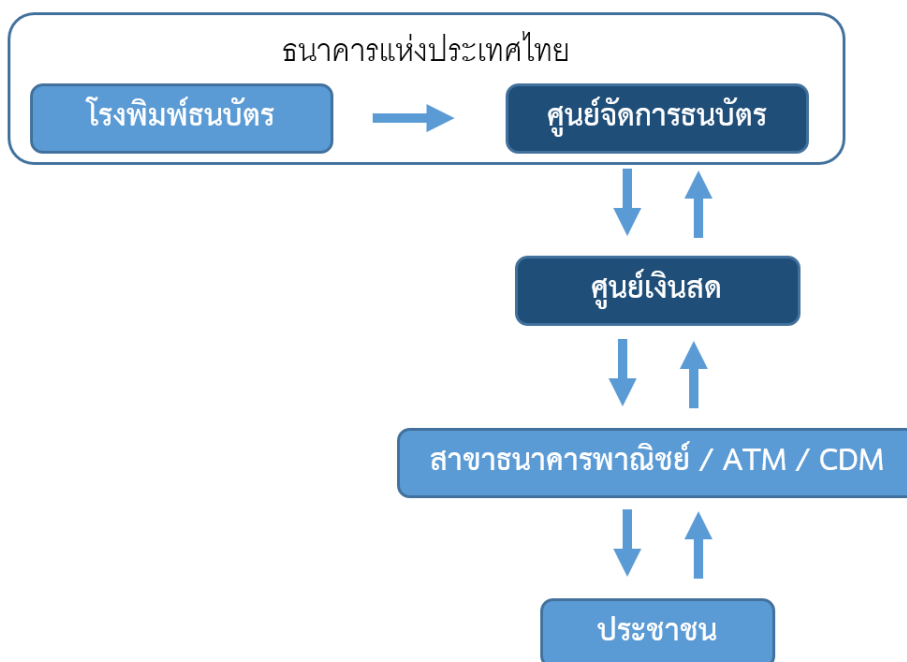 ธนาคารแห่งประเทศไทย
โรงพิมพ์ธนบัตร
ศูนย์จัดการธนบัตร
ศูนย์เงินสด
สาขาธนาคารพาณิชย์ / ATM / CDM
ประชาชน